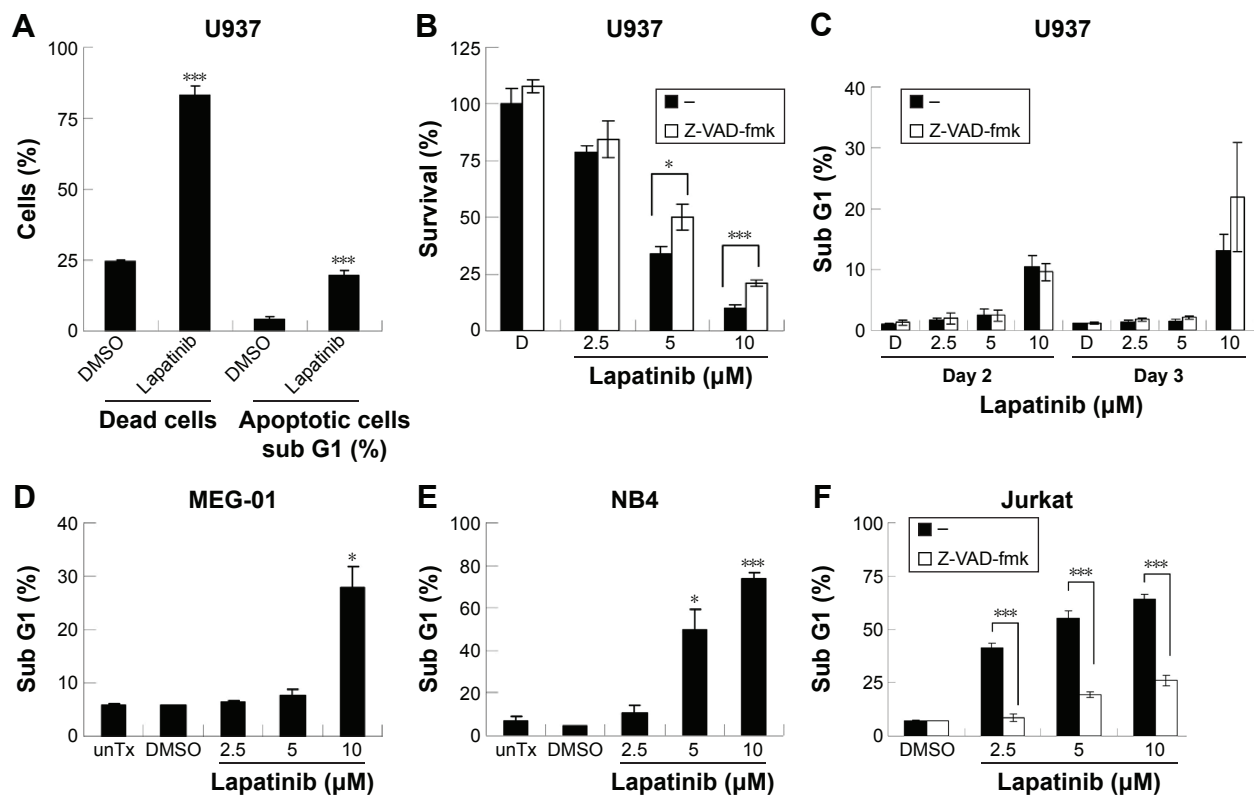 A
U937
100
75
50
25
0
Cells (%)
***
***
DMSO
Lapatinib
DMSO
Lapatinib
Dead cells
Apoptotic cells
sub G1 (%)
B
U937
125
100
75
50
25
0
Survival (%)
–
Z-VAD-fmk
*
***
D
2.5
5
10
Lapatinib (µM)
C
U937
40
30
20
10
0
Sub G1 (%)
–
Z-VAD-fmk
D
2.5
5
10
D
2.5
5
10
Day 2
Day 3
Lapatinib (µM)
D
MEG-01
40
30
20
10
0
Sub G1 (%)
*
unTx
DMSO
2.5
5
10
Lapatinib (µM)
E
NB4
100
80
60
40
20
0
Sub G1 (%)
*
***
unTx
DMSO
2.5
5
10
Lapatinib (µM)
F
Jurkat
100
75
50
25
0
Sub G1 (%)
–
Z-VAD-fmk
***
***
***
DMSO
2.5
5
10
Lapatinib (µM)